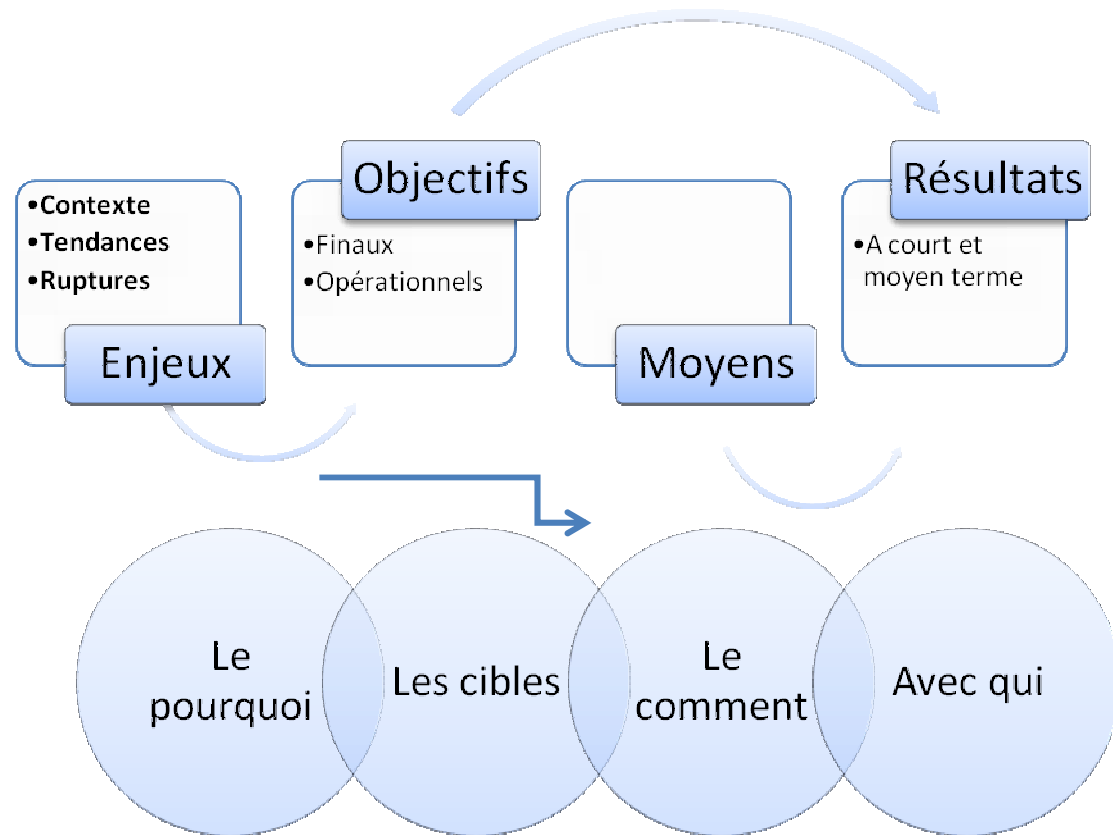 •Contexte
•Tendances
•Ruptures
Enjeux
Objectifs
•Finaux
•Opérationnels
Moyens
Résultats
•A court et
moyen terme
Le
pourquoi
Les cibles
Le
comment
Avec qui